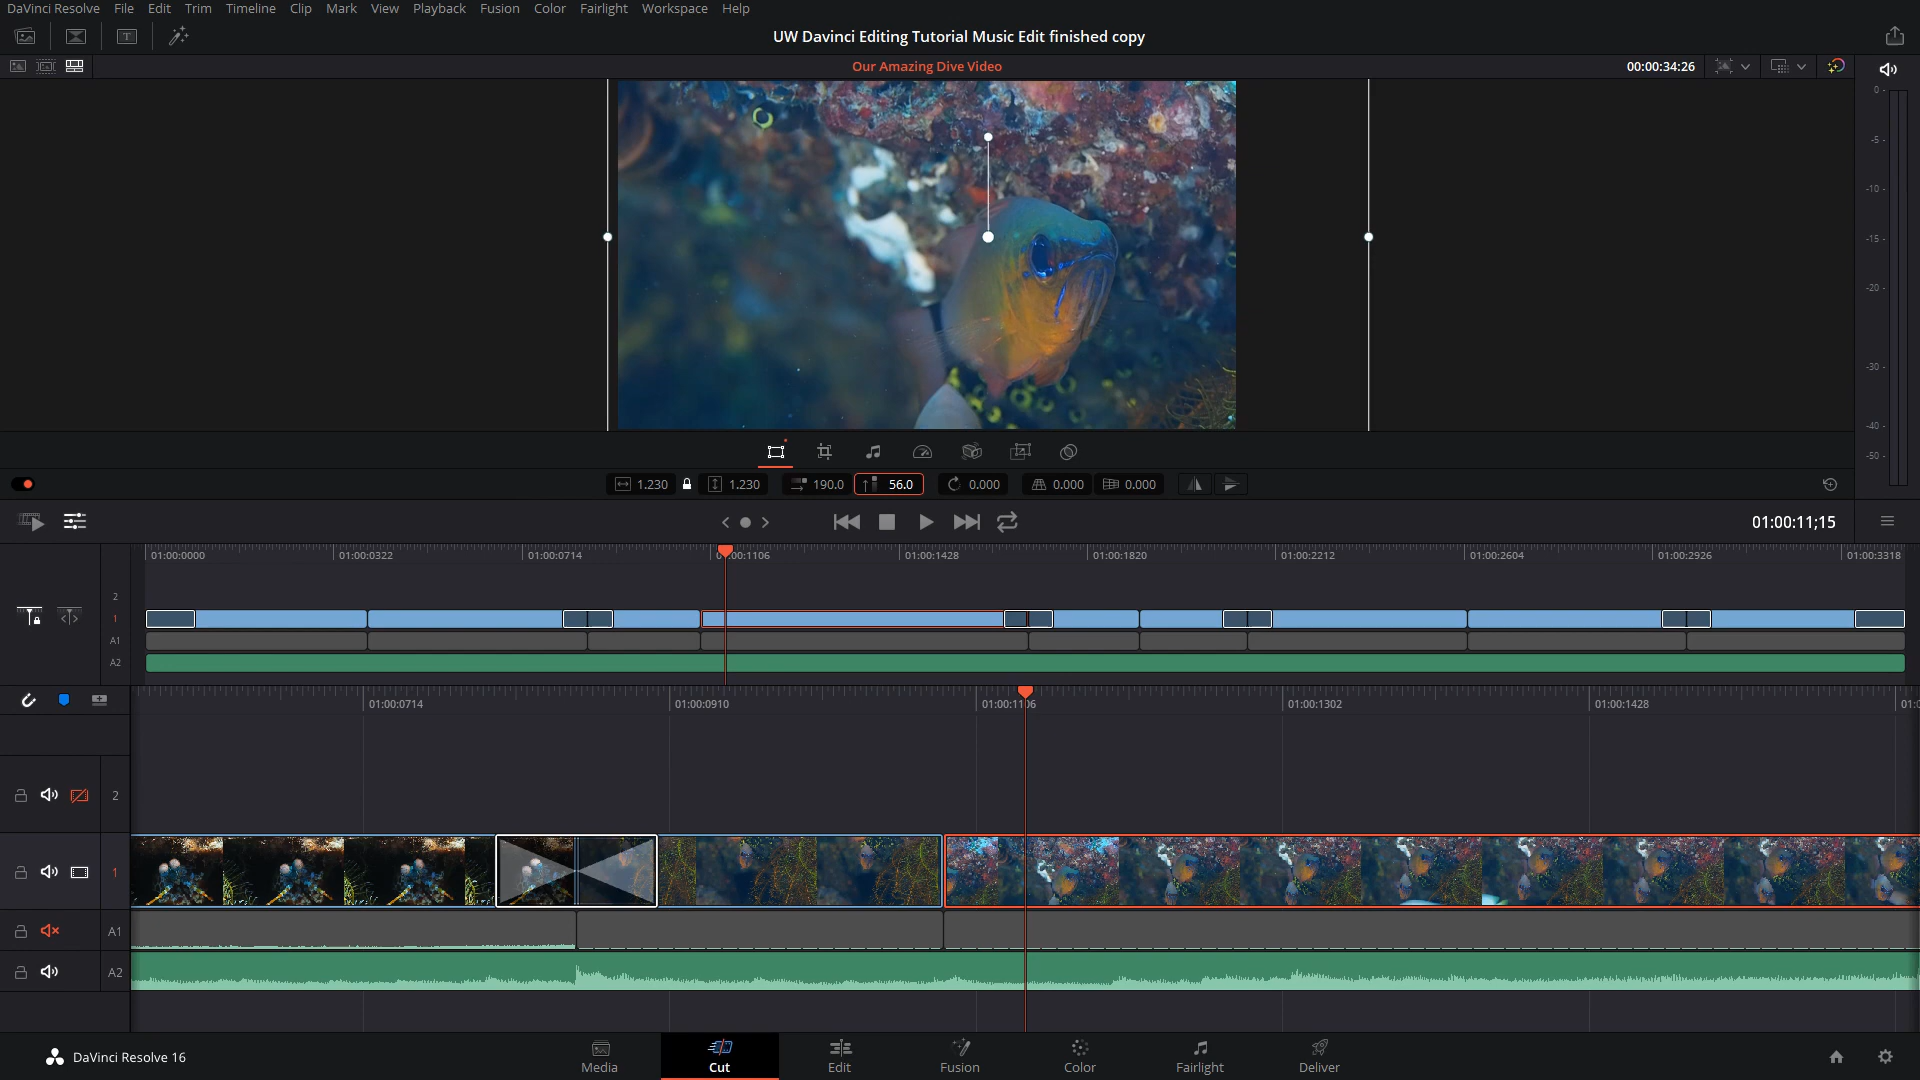 DaVinci Resolve File Edit Trim Timeline Clip Mark View Playback Fusion Color Fairlight Workspace Help
UW Davinci Editing Tutorial Music Edit finished copy
Our Amazing Dive Video
00:00:34:26
0
-5
-10
-15
-20
-30
-40
-50
1.230 1.230 190.0 56.0 0.000 0.000 0.000
01:00:11;15
01:00:0000 01:00:0322 01:00:0714 01:00:1106 01:00:1428 01:00:1820 01:00:2212 01:00:2604 01:00:2926 01:00:3318
2
1
A1
A2
01:00:0714 01:00:0910 01:00:1106 01:00:1302 01:00:1428
2
1
A1
A2
DaVinci Resolve 16
Media Cut Edit Fusion Color Fairlight Deliver